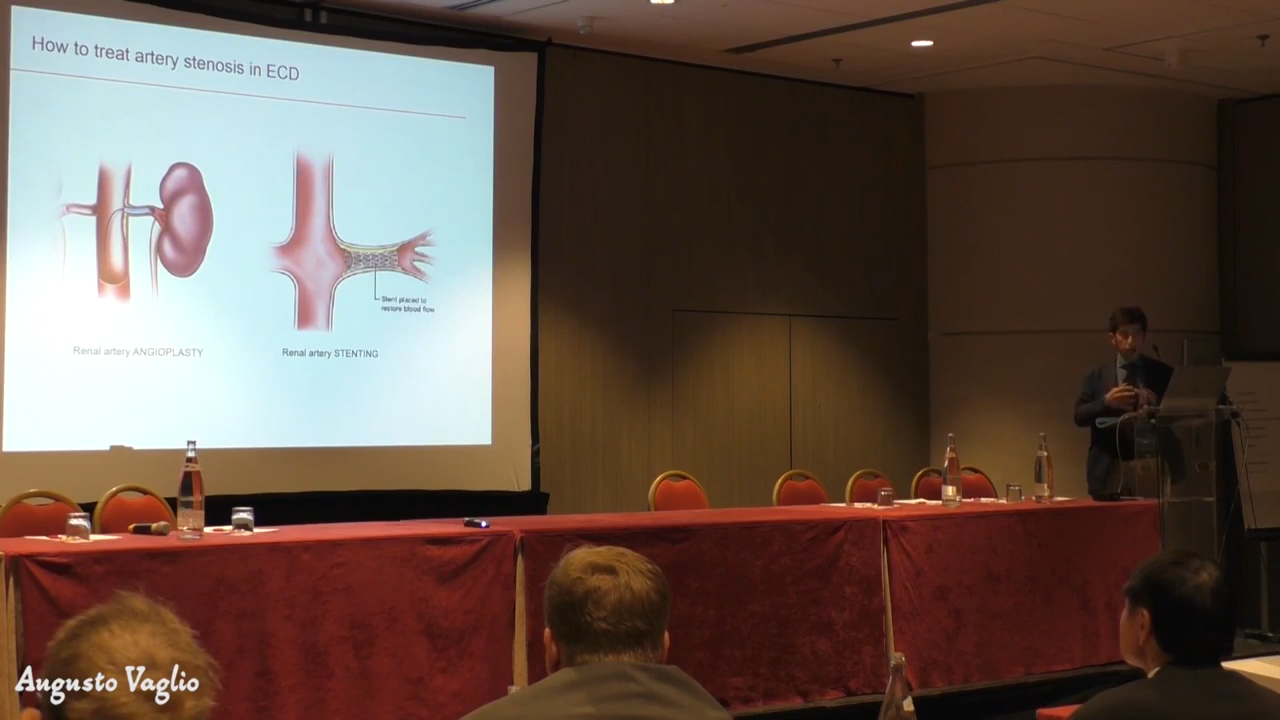 How to treat artery stenosis in ECD
Stent placed to
restore blood flow
Renal artery ANGIOPLASTY
Renal artery STENTING
Augusto Vaglio